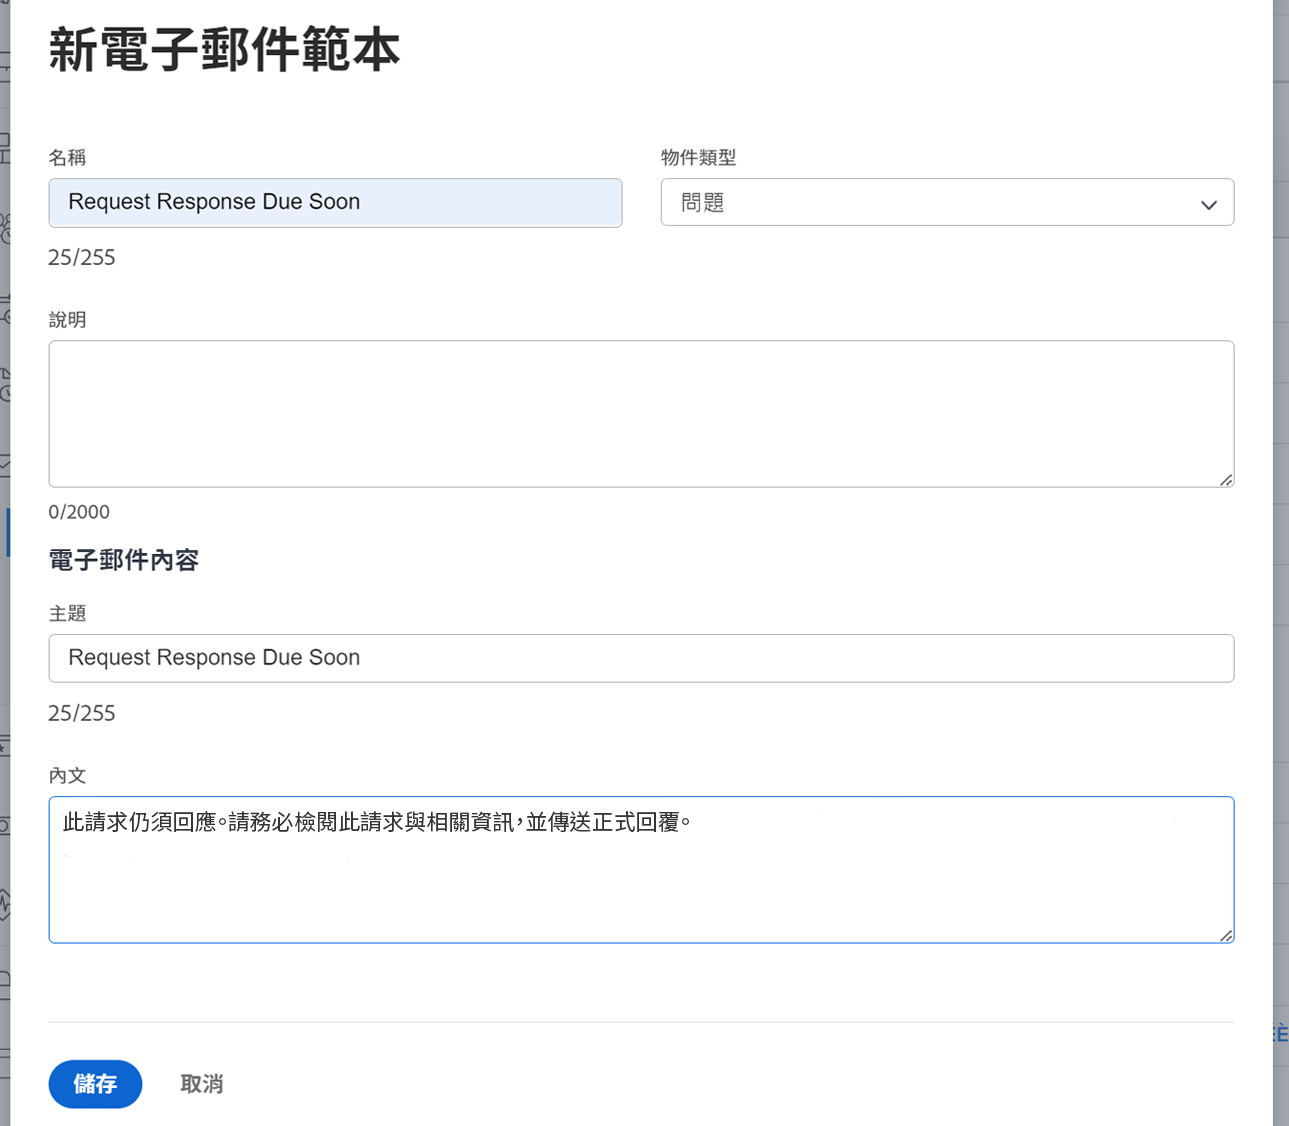 新電子郵件範本
名稱
物件類型
Request Response Due Soon
問題
25/255
說明
0/2000
電子郵件內容
主題
Request Response Due Soon
25/255
內文
此請求仍須回應。請務必檢閱此請求與相關資訊，並傳送正式回覆。
儲存
取消